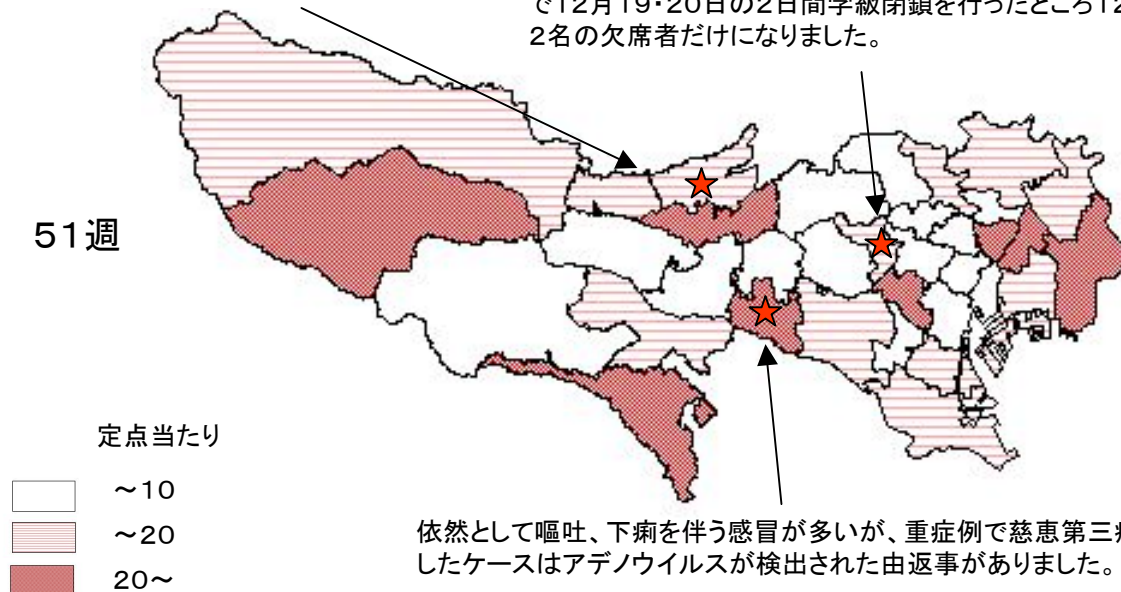 で12月19・20日の2日間学級閉鎖を行ったところ12
2名の欠席者だけになりました。
51週
定点当たり
～10
～20
20～
依然として嘔吐、下痢を伴う感冒が多いが、重症例で慈恵第三病
したケースはアデノウイルスが検出された由返事がありました。